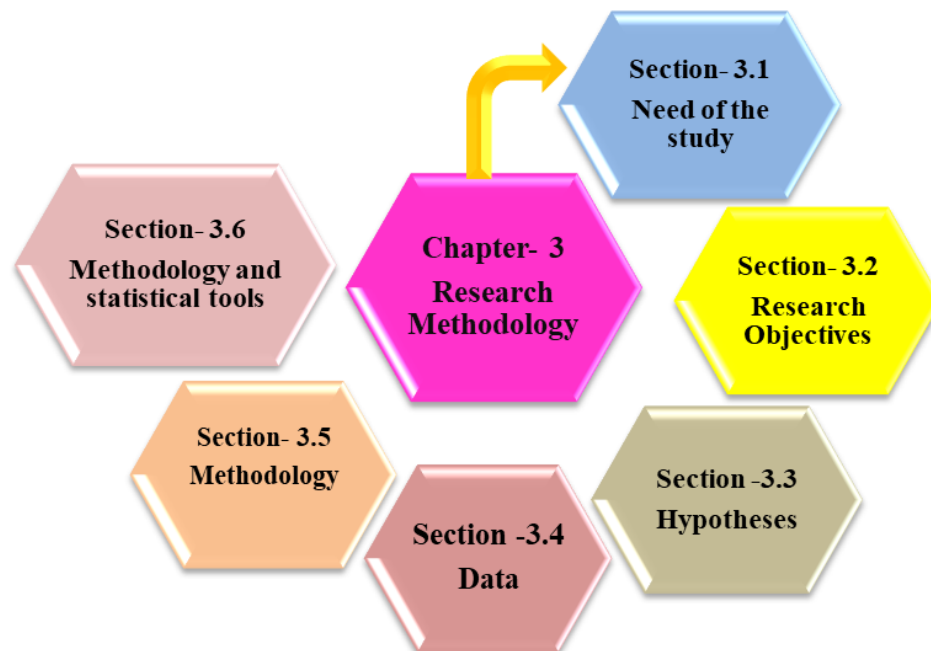 Chapter- 3
Research
Methodology
Section- 3.1
Need of the
study
Section- 3.2
Research
Objectives
Section -3.3
Hypotheses
Section -3.4
Data
Section- 3.5
Methodology
Section- 3.6
Methodology and
statistical tools